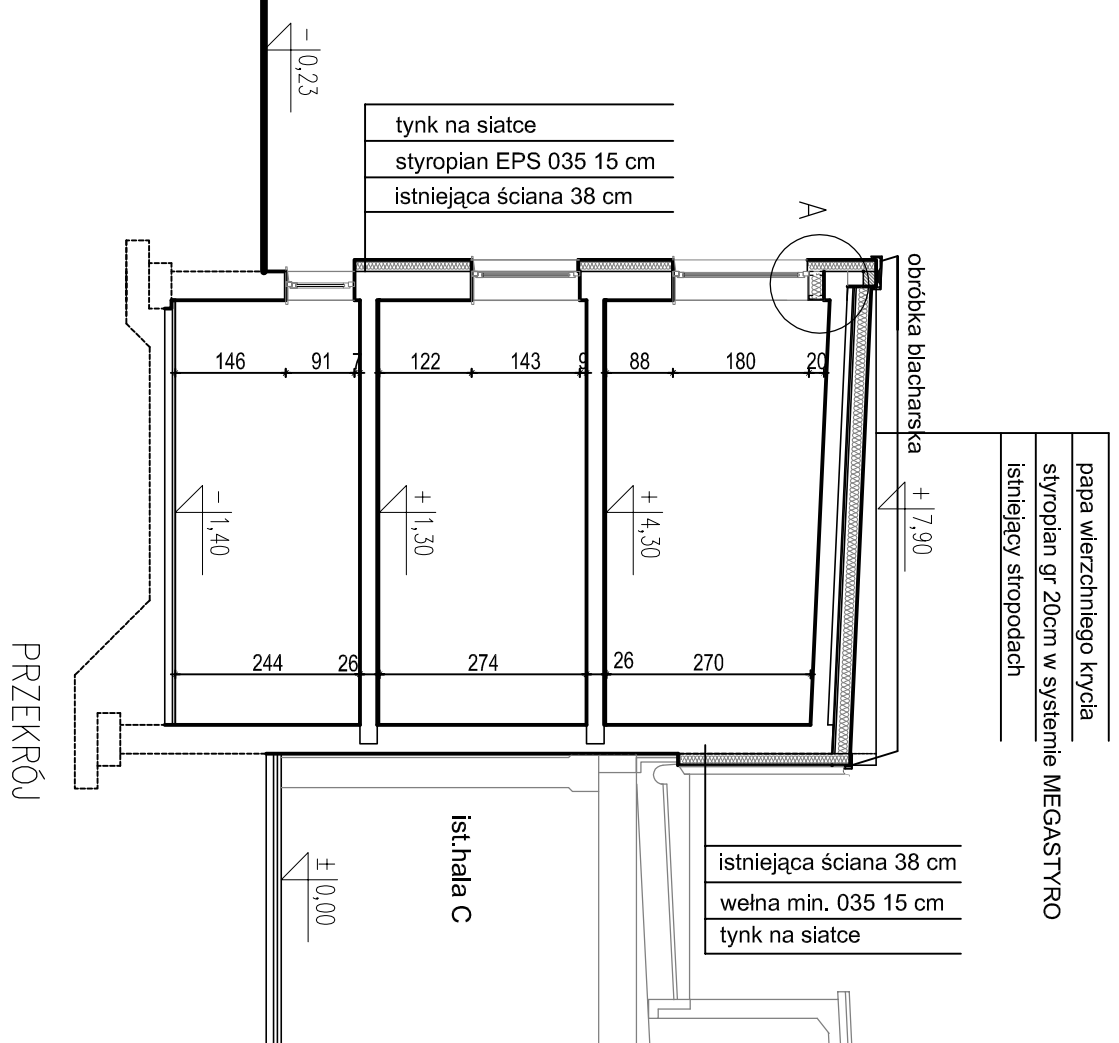 - 0,23
tynk na siatce
styropian EPS 035 15 cm
istniejąca ściana 38 cm
A
obróbka blacharska
papa wierzchniego krycia
styropian gr 20cm w systemie MEGASTYRO
istniejący stropodach
146 91 7 122 143 9 88 180 20
- 1,40
+ 1,30
+ 4,30
+ 7,90
244 26 274 26 270
PRZEKRÓJ
ist.hala C
± 0,00
istniejąca ściana 38 cm
wełna min. 035 15 cm
tynk na siatce